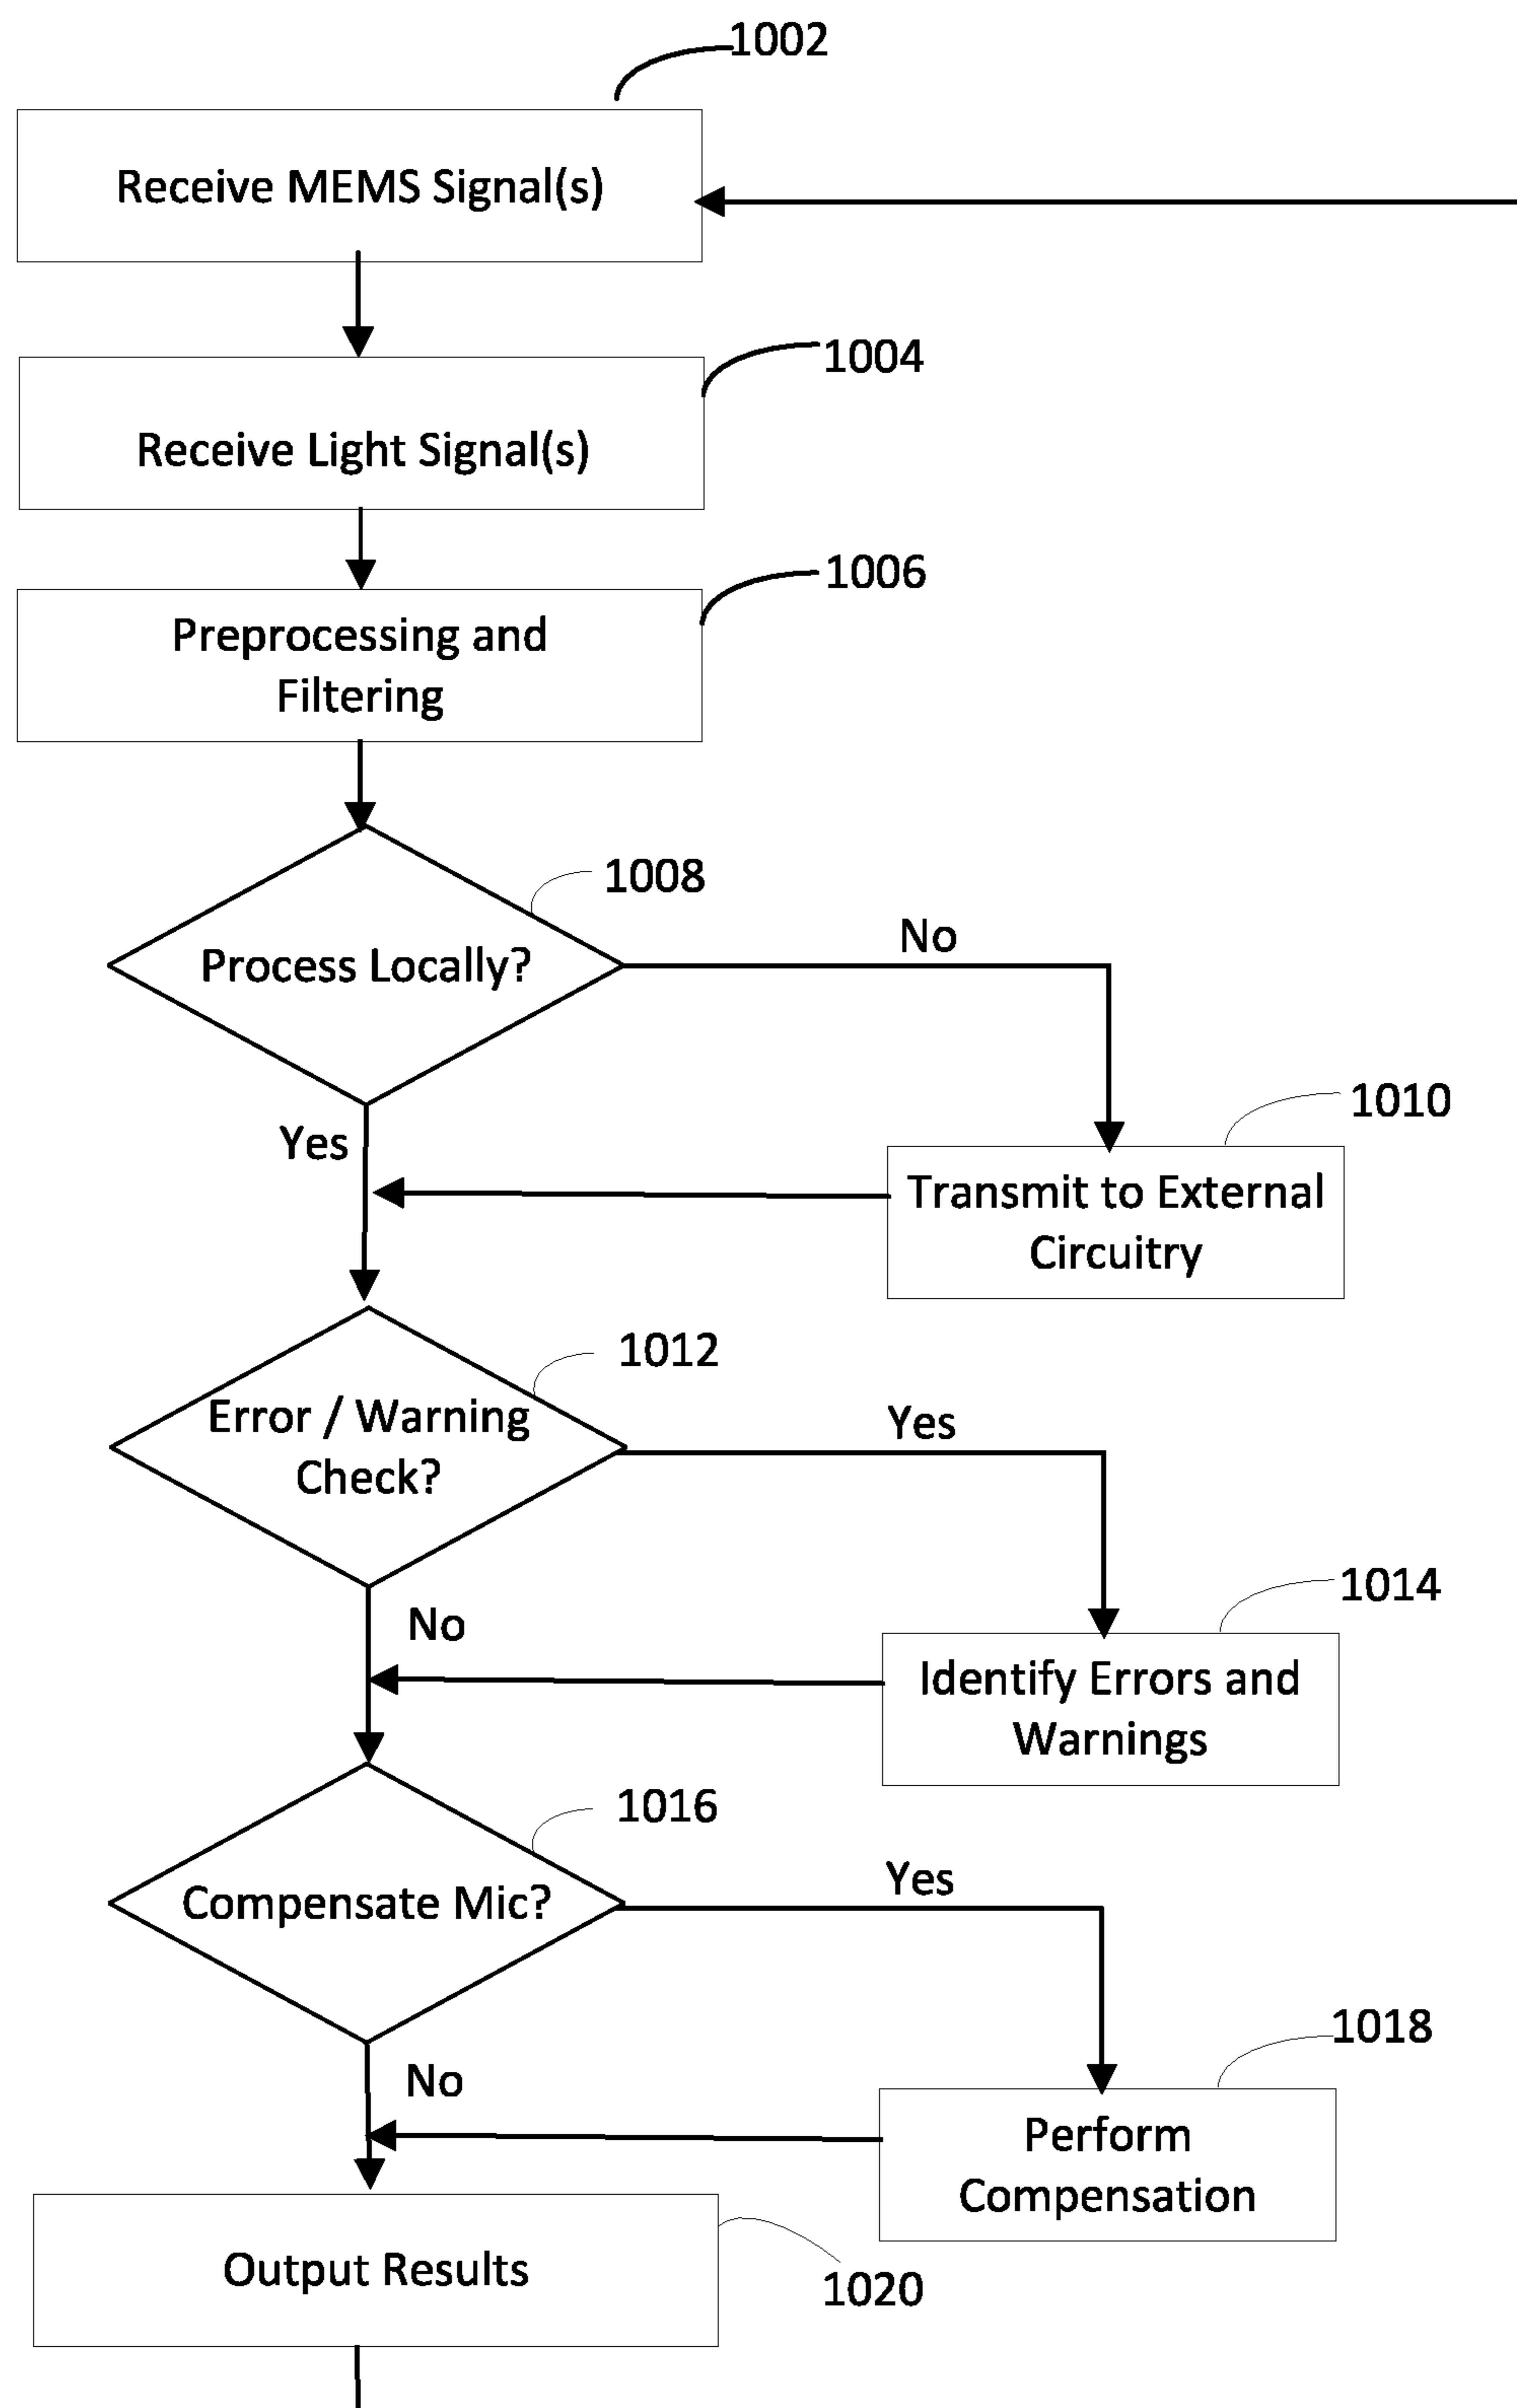 1002
Receive MEMS Signal(s)
1004
Receive Light Signal(s)
1006
Preprocessing and
Filtering
1008
Process Locally?
No
Yes
1010
Transmit to External
Circuitry
1012
Error / Warning
Check?
Yes
No
1014
Identify Errors and
Warnings
1016
Compensate Mic?
Yes
No
1018
Perform
Compensation
Output Results
1020